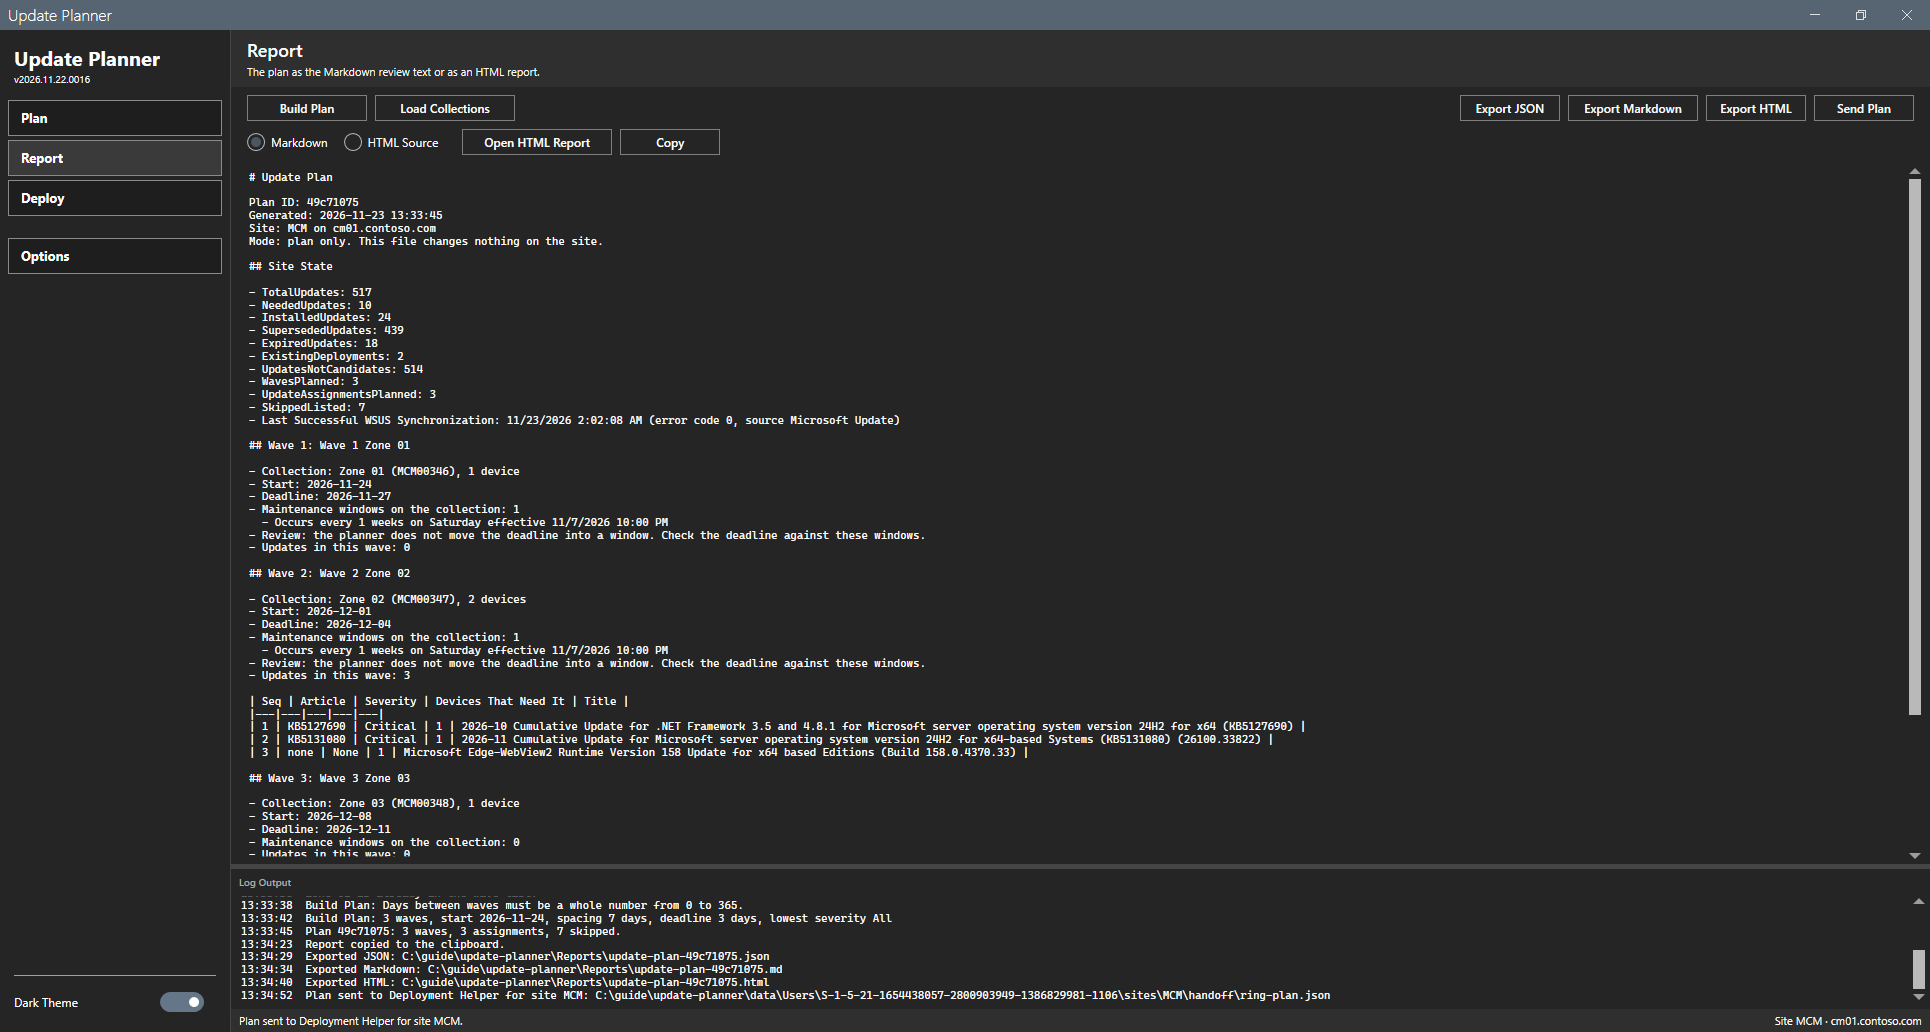 Update Planner
Update Planner
v2026.11.22.0016
Plan
Report
Deploy
Options
Dark Theme
Report
The plan as the Markdown review text or as an HTML report.
Build Plan
Load Collections
Export JSON
Export Markdown
Export HTML
Send Plan
Markdown
HTML Source
Open HTML Report
Copy
# Update Plan
Plan ID: 49c71075
Generated: 2026-11-23 13:33:45
Site: MCM on cm01.contoso.com
Mode: plan only. This file changes nothing on the site.
## Site State
- TotalUpdates: 517
- NeededUpdates: 10
- InstalledUpdates: 24
- SupersededUpdates: 439
- ExpiredUpdates: 18
- ExistingDeployments: 2
- UpdatesNotCandidates: 514
- WavesPlanned: 3
- UpdateAssignmentsPlanned: 3
- SkippedListed: 7
- Last Successful WSUS Synchronization: 11/23/2026 2:02:08 AM (error code 0, source Microsoft Update)
## Wave 1: Wave 1 Zone 01
- Collection: Zone 01 (MCM00346), 1 device
- Start: 2026-11-24
- Deadline: 2026-11-27
- Maintenance windows on the collection: 1
- Occurs every 1 weeks on Saturday effective 11/7/2026 10:00 PM
- Review: the planner does not move the deadline into a window. Check the deadline against these windows.
- Updates in this wave: 0
## Wave 2: Wave 2 Zone 02
- Collection: Zone 02 (MCM00347), 2 devices
- Start: 2026-12-01
- Deadline: 2026-12-04
- Maintenance windows on the collection: 1
- Occurs every 1 weeks on Saturday effective 11/7/2026 10:00 PM
- Review: the planner does not move the deadline into a window. Check the deadline against these windows.
- Updates in this wave: 3
| Seq | Article | Severity | Devices That Need It | Title |
|---|---|---|---|---|
| 1 | KB5127690 | Critical | 1 | 2026-10 Cumulative Update for .NET Framework 3.5 and 4.8.1 for Microsoft server operating system version 24H2 for x64 (KB5127690) |
| 2 | KB5131080 | Critical | 1 | 2026-11 Cumulative Update for Microsoft server operating system version 24H2 for x64-based Systems (KB5131080) (26100.33822) |
| 3 | none | None | 1 | Microsoft Edge-WebView2 Runtime Version 158 Update for x64 based Editions (Build 158.0.4370.33) |
## Wave 3: Wave 3 Zone 03
- Collection: Zone 03 (MCM00348), 1 device
- Start: 2026-12-08
- Deadline: 2026-12-11
- Maintenance windows on the collection: 0
- Updates in this wave: 0
Log Output
13:33:38 Build Plan: Days between waves must be a whole number from 0 to 365.
13:33:42 Build Plan: 3 waves, start 2026-11-24, spacing 7 days, deadline 3 days, lowest severity All
13:33:45 Plan 49c71075: 3 waves, 3 assignments, 7 skipped.
13:34:23 Report copied to the clipboard.
13:34:29 Exported JSON: C:\guide\update-planner\Reports\update-plan-49c71075.json
13:34:34 Exported Markdown: C:\guide\update-planner\Reports\update-plan-49c71075.md
13:34:40 Exported HTML: C:\guide\update-planner\Reports\update-plan-49c71075.html
13:34:52 Plan sent to Deployment Helper for site MCM: C:\guide\update-planner\data\Users\S-1-5-21-1654438057-2800903949-1386829981-1106\sites\MCM\handoff\ring-plan.json
Plan sent to Deployment Helper for site MCM.
Site MCM · cm01.contoso.com